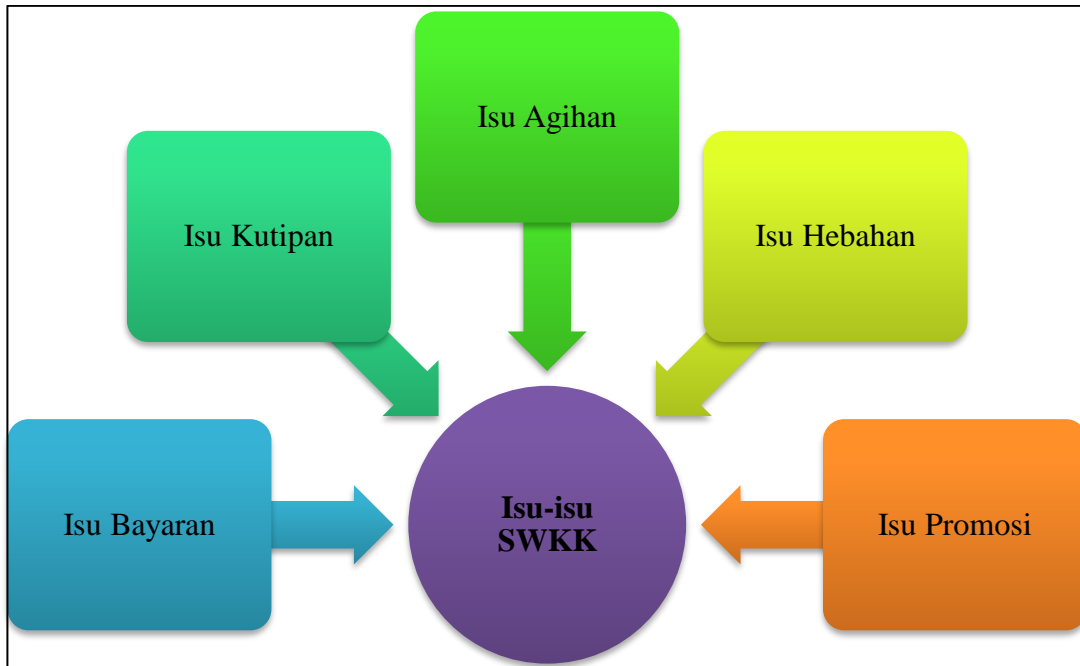 Isu Bayaran
Isu Kutipan
Isu Agihan
Isu Hebahan
Isu Promosi
Isu-isu
SWKK